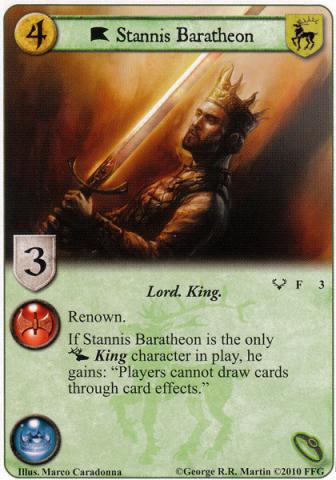 4
Stannis Baratheon
3
Lord. King.
F 3
Renown.
If Stannis Baratheon is the only
King character in play, he
gains: “Players cannot draw cards
through card effects.”
Illus. Marco Caradonna
©George R.R. Martin ©2010 FFG